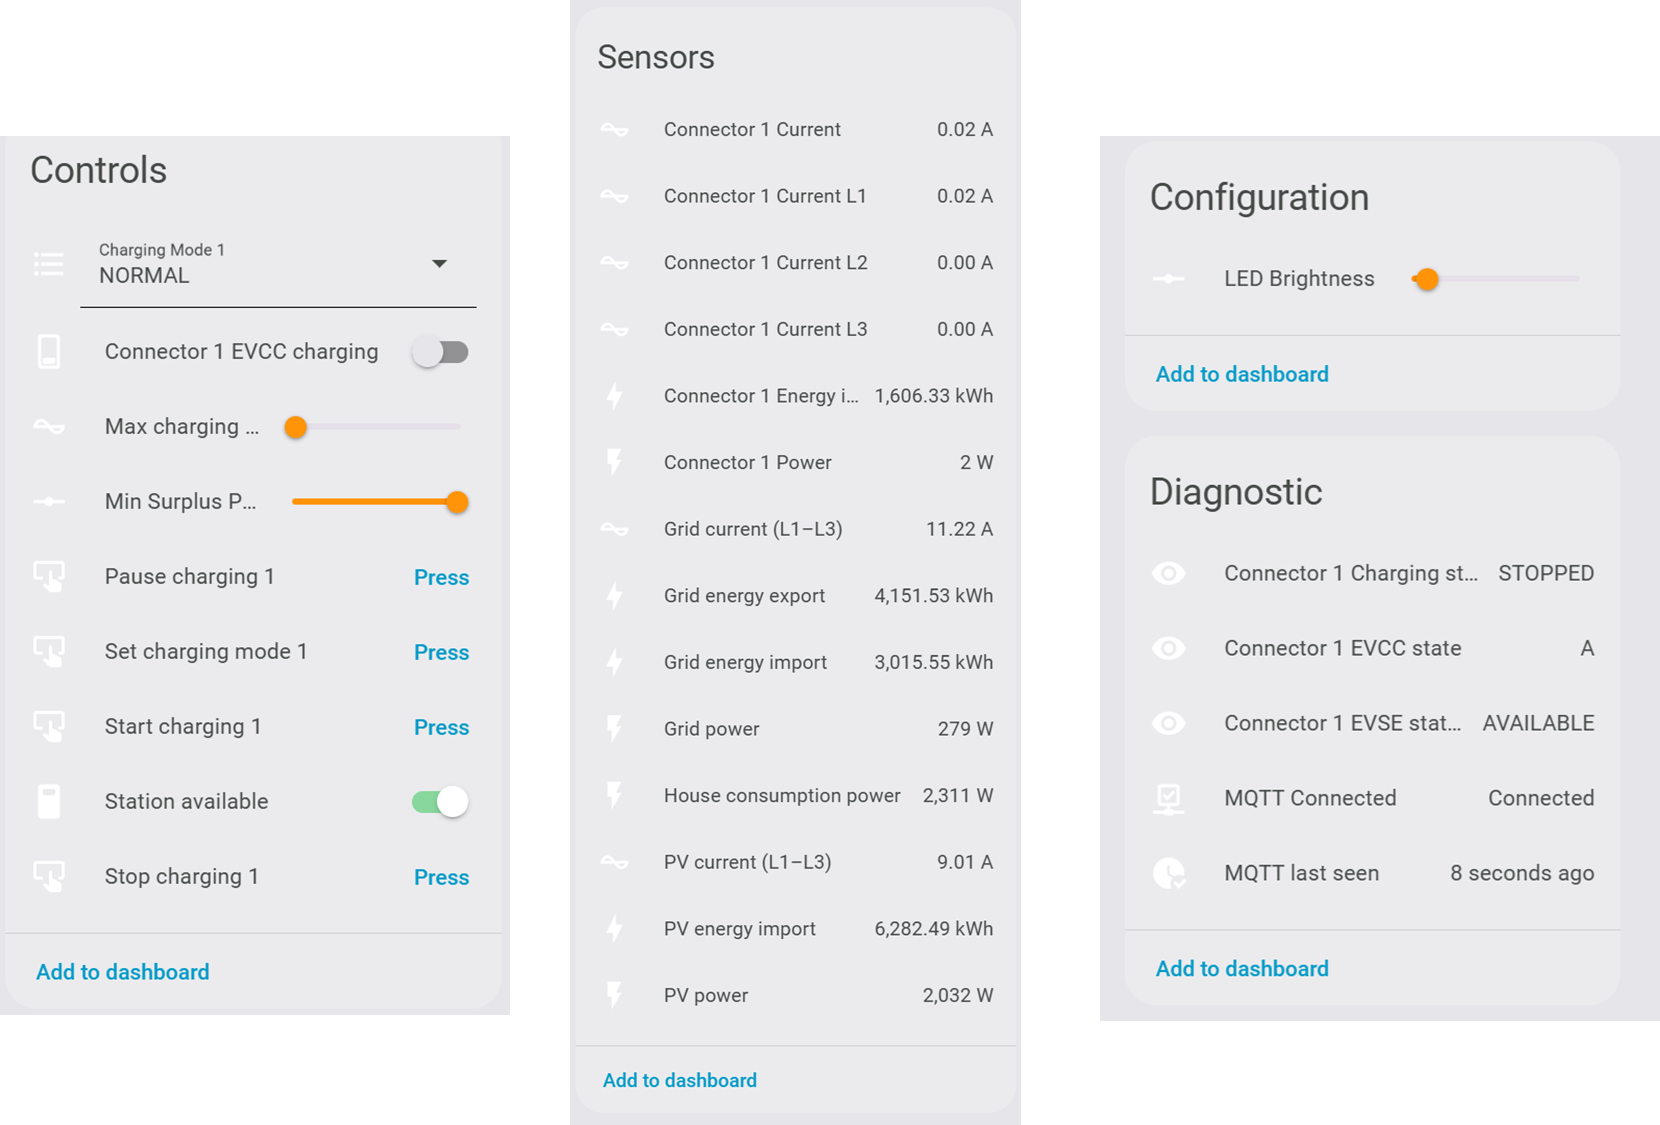 Controls
Charging Mode 1
NORMAL
Connector 1 EVCC charging
Max charging ...
Min Surplus P...
Pause charging 1 Press
Set charging mode 1 Press
Start charging 1 Press
Station available
Stop charging 1 Press
Add to dashboard
Sensors
Connector 1 Current 0.02 A
Connector 1 Current L1 0.02 A
Connector 1 Current L2 0.00 A
Connector 1 Current L3 0.00 A
Connector 1 Energy i... 1,606.33 kWh
Connector 1 Power 2 W
Grid current (L1–L3) 11.22 A
Grid energy export 4,151.53 kWh
Grid energy import 3,015.55 kWh
Grid power 279 W
House consumption power 2,311 W
PV current (L1–L3) 9.01 A
PV energy import 6,282.49 kWh
PV power 2,032 W
Add to dashboard
Configuration
LED Brightness
Add to dashboard
Diagnostic
Connector 1 Charging st... STOPPED
Connector 1 EVCC state A
Connector 1 EVSE stat... AVAILABLE
MQTT Connected Connected
MQTT last seen 8 seconds ago
Add to dashboard